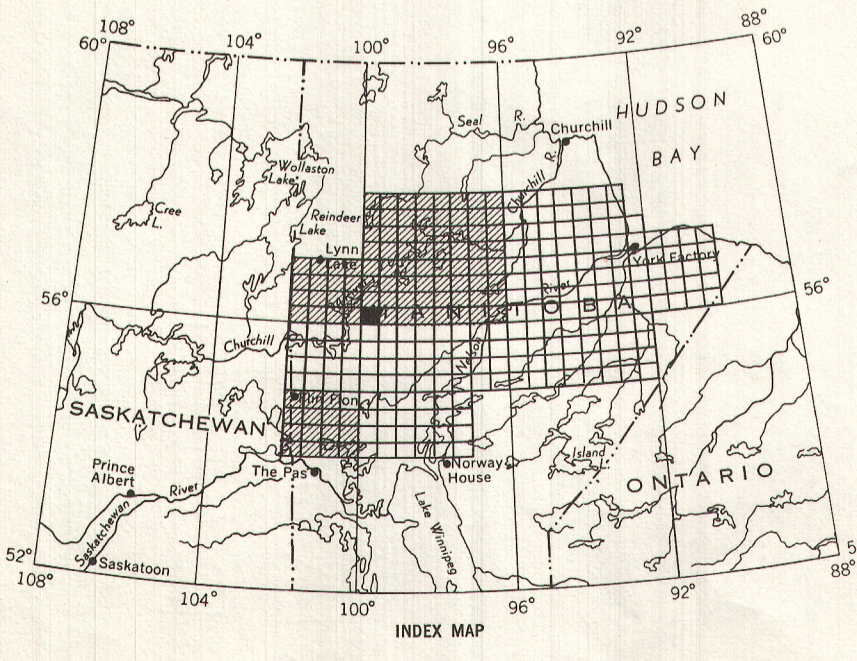 108°
60°
104°
100°
96°
92°
88°
60°
HUDSON
BAY
Seal
R.
Churchill
Churchill R.
Wollaston
Lake
Cree
L.
Reindeer
Lake
Lynn
Lake
York Factory
River
MANITOBA
56°
56°
Churchill
Nelson
Flin Flon
SASKATCHEWAN
Island
Norway
House
The Pas
Prince
Albert
River
Saskatchewan
Saskatoon
Lake Winnipeg
ONTARIO
52°
108°
104°
100°
96°
92°
88°
5
INDEX MAP